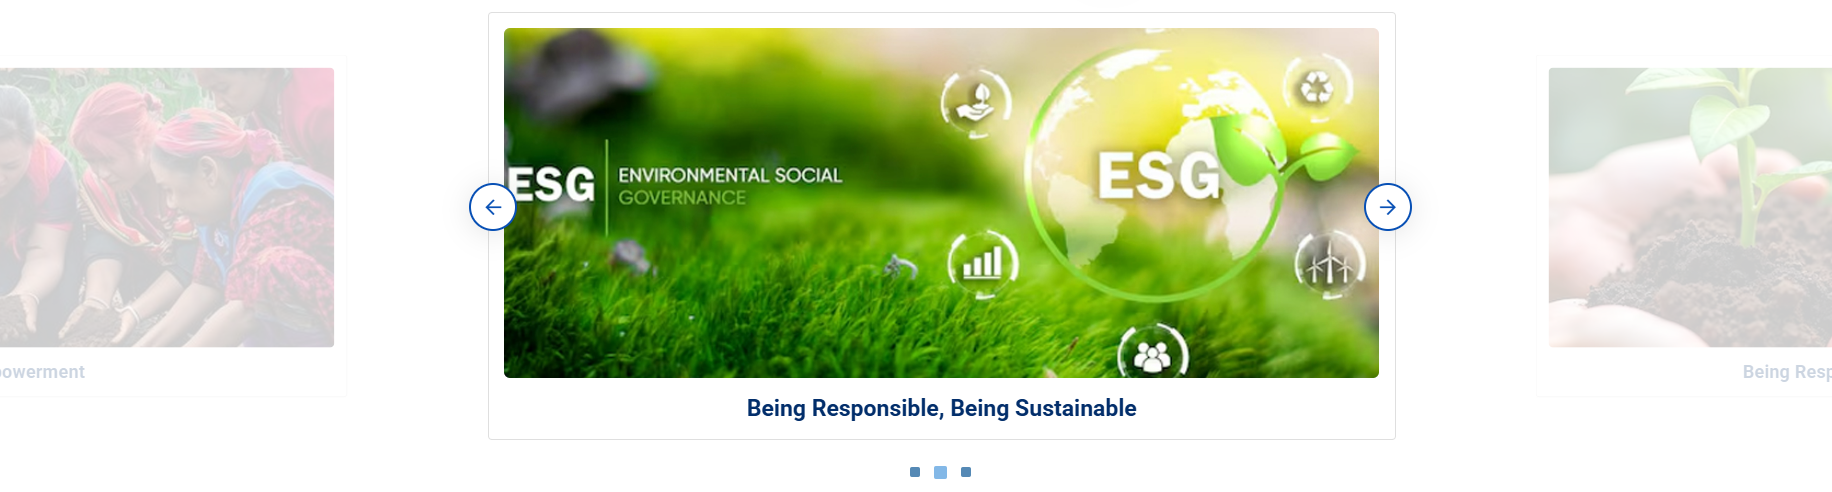 ESG
ENVIRONMENTAL SOCIAL
GOVERNANCE
ESG
owerment
Being Responsible, Being Sustainable
Being Resp